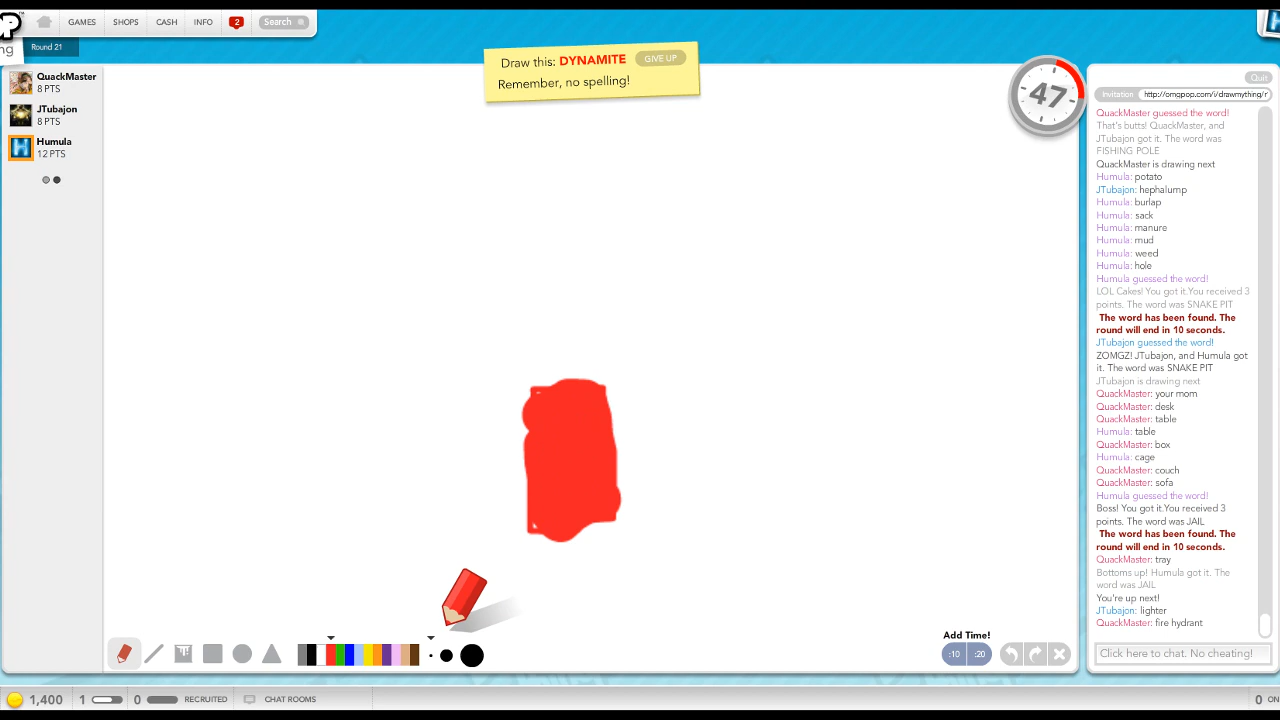 GAMES SHOPS CASH INFO 2 Search
Round 21
QuackMaster
8 PTS
JTubajon
8 PTS
Humula
12 PTS
Draw this: DYNAMITE GIVE UP
Remember, no spelling!
47
Quit
Invitation http://omgpop.com/i/drawmything/r
QuackMaster guessed the word!
That's butts! QuackMaster, and
JTubajon got it. The word was
FISHING POLE
QuackMaster is drawing next
Humula: potato
JTubajon: hephalump
Humula: burlap
Humula: sack
Humula: manure
Humula: mud
Humula: weed
Humula: hole
Humula guessed the word!
LOL Cakes! You got it.You received 3
points. The word was SNAKE PIT
The word has been found. The
round will end in 10 seconds.
JTubajon guessed the word!
ZOMGZ! JTubajon, and Humula got
it. The word was SNAKE PIT
JTubajon is drawing next
QuackMaster: your mom
QuackMaster: desk
QuackMaster: table
Humula: table
QuackMaster: box
Humula: cage
QuackMaster: couch
QuackMaster: sofa
Humula guessed the word!
Boss! You got it.You received 3
points. The word was JAIL
The word has been found. The
round will end in 10 seconds.
QuackMaster: tray
Bottoms up! Humula got it. The
word was JAIL
You're up next!
JTubajon: lighter
QuackMaster: fire hydrant
Click here to chat. No cheating!
Add Time!
:10 :20
1,400 1 0 RECRUITED CHAT ROOMS 0 ON